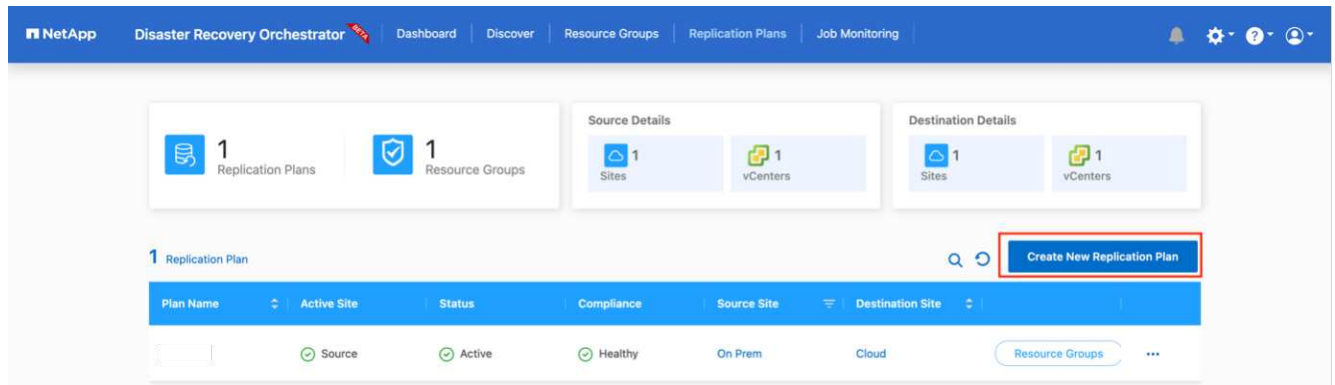 NetApp Disaster Recovery Orchestrator BETA Dashboard Discover Resource Groups Replication Plans Job Monitoring
Source Details Destination Details
1 1 1 1 1 1
Replication Plans Resource Groups Sites vCenters Sites vCenters
1 Replication Plan Create New Replication Plan
Plan Name Active Site Status Compliance Source Site Destination Site
Source Active Healthy On Prem Cloud Resource Groups ...